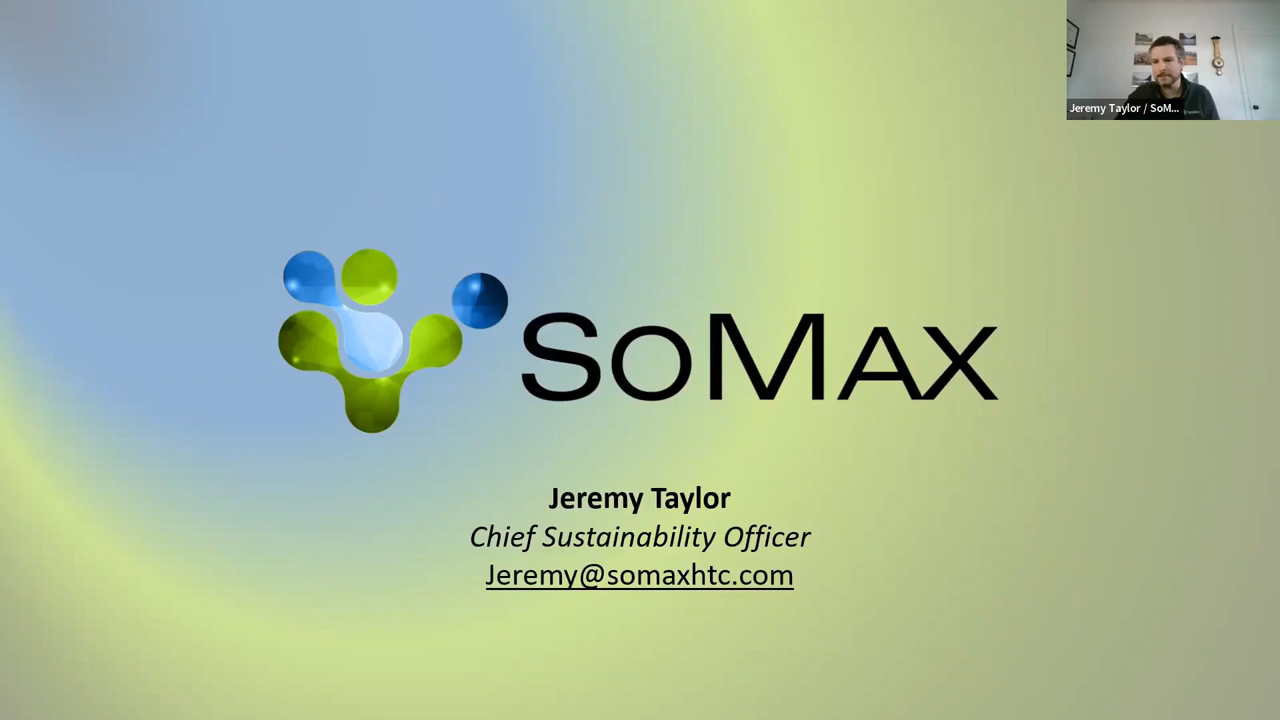 Jeremy Taylor / SoM...
SoMax
Jeremy Taylor
Chief Sustainability Officer
Jeremy@somaxhtc.com